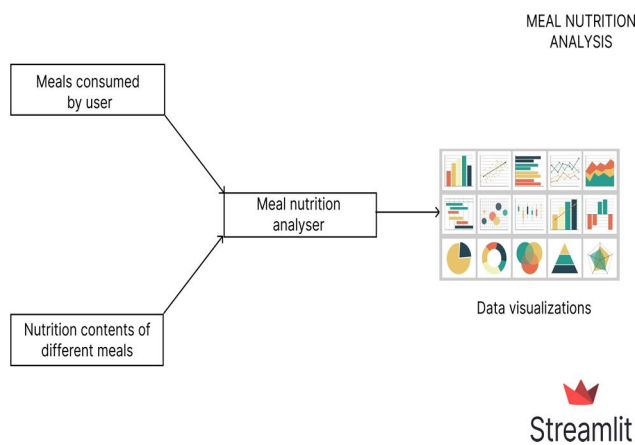 MEAL NUTRITION
ANALYSIS
Meals consumed
by user
Meal nutrition
analyser
Nutrition contents of
different meals
Data visualizations
Streamlit